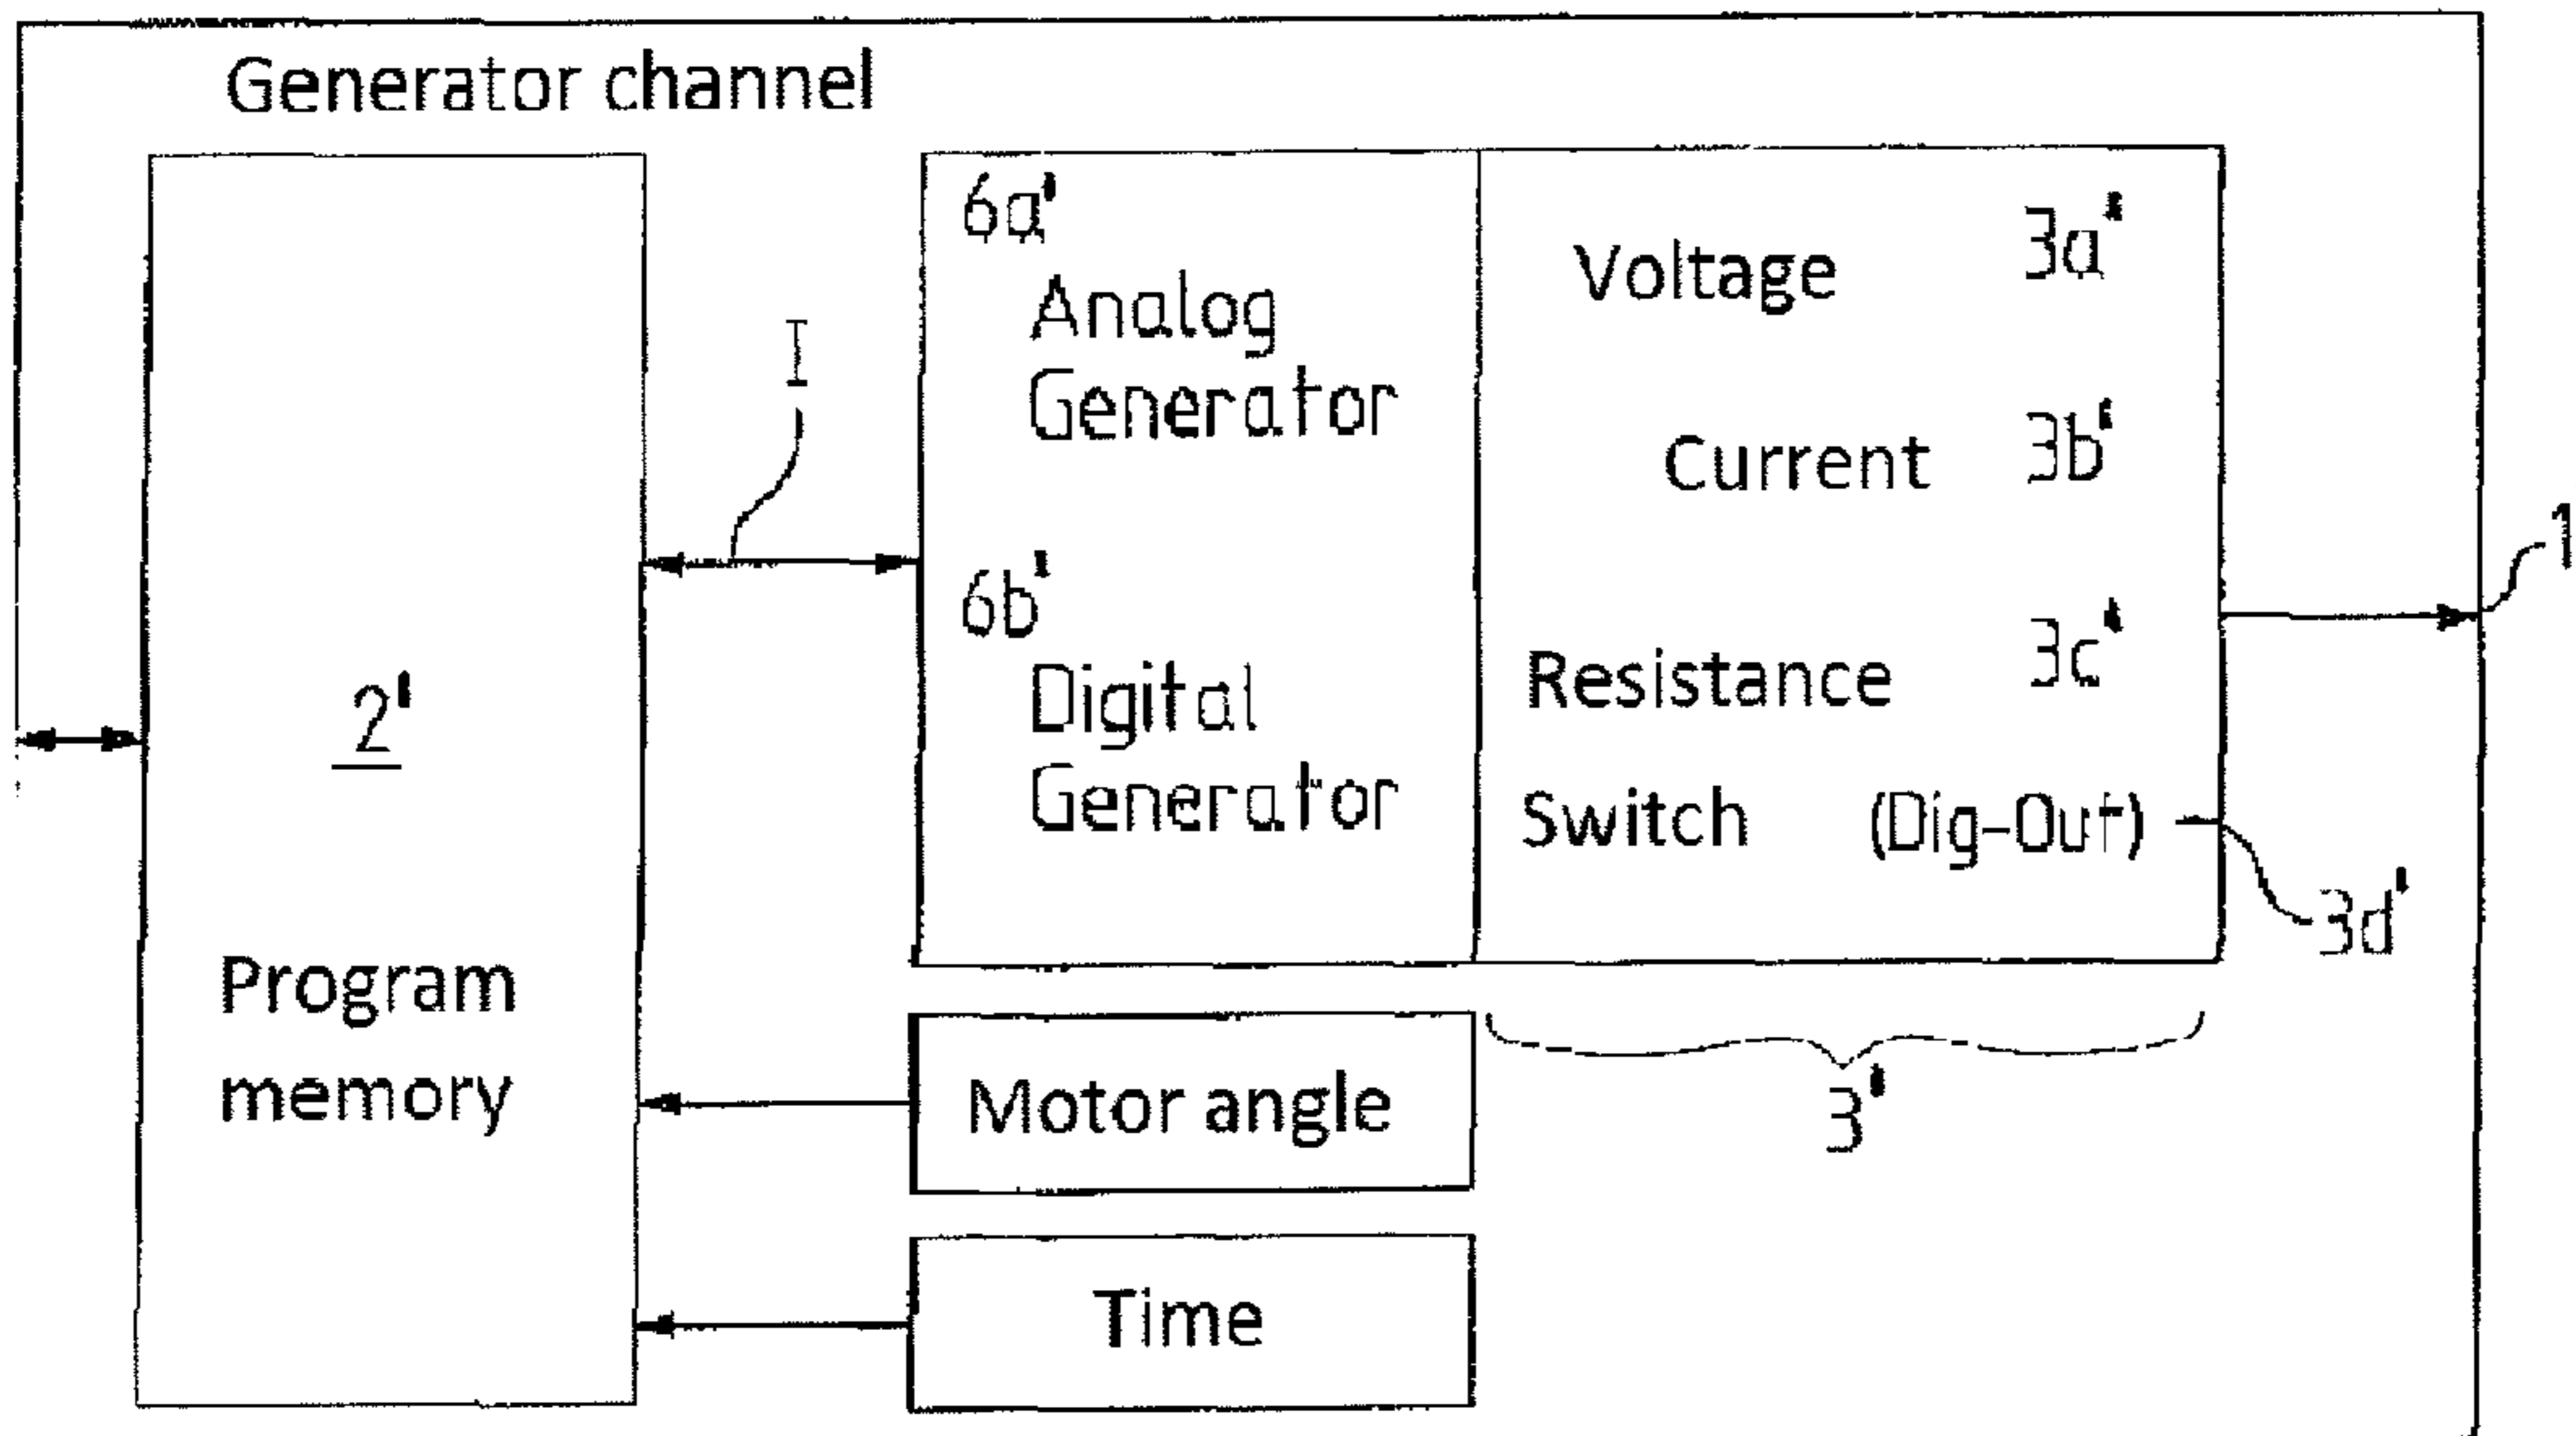 Generator channel
6a'
Analog
Generator
6b'
Digital
Generator
Voltage 3a'
Current 3b'
Resistance 3c'
Switch (Dig-Out)
3d'
1
I
2'
Program
memory
Motor angle
3'
Time